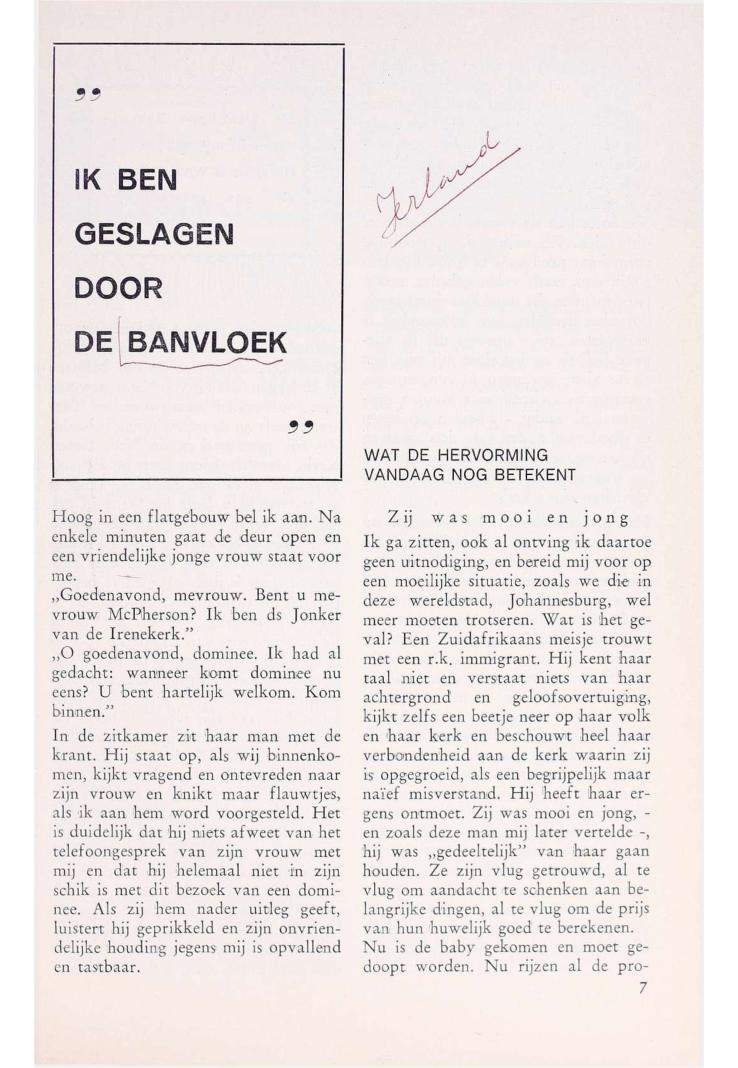 „
IK BEN
GESLAGEN
DOOR
DE BANVLOEK
”
Ierland
WAT DE HERVORMING
VANDAAG NOG BETEKENT
Hoog in een flatgebouw bel ik aan. Na
enkele minuten gaat de deur open en
een vriendelijke jonge vrouw staat voor
me.
„Goedenavond, mevrouw. Bent u me-
vrouw McPherson? Ik ben ds Jonker
van de Irenekerk.”
„O goedenavond, dominee. Ik had al
gedacht: wanneer komt dominee nu
eens? U bent hartelijk welkom. Kom
binnen.”
In de zitkamer zit haar man met de
krant. Hij staat op, als wij binnenko-
men, kijkt vragend en ontevreden naar
zijn vrouw en knikt maar flauwtjes,
als ik aan hem word voorgesteld. Het
is duidelijk dat hij niets afweet van het
telefoongesprek van zijn vrouw met
mij en dat hij helemaal niet in zijn
schik is met dit bezoek van een domi-
nee. Als zij hem nader uitleg geeft,
luistert hij geprikkeld en zijn onvrien-
delijke houding jegens mij is opvallend
en tastbaar.
Zij was mooi en jong
Ik ga zitten, ook al ontving ik daartoe
geen uitnodiging, en bereid mij voor op
een moeilijke situatie, zoals we die in
deze wereldstad, Johannesburg, wel
meer moeten trotseren. Wat is het ge-
val? Een Zuidafrikaans meisje trouwt
met een r.k. immigrant. Hij kent haar
taal niet en verstaat niets van haar
achtergrond en geloofsovertuiging,
kijkt zelfs een beetje neer op haar volk
en haar kerk en beschouwt heel haar
verbondenheid aan de kerk waarin zij
is opgegroeid, als een begrijpelijk maar
naïef misverstand. Hij heeft haar er-
gens ontmoet. Zij was mooi en jong, -
en zoals deze man mij later vertelde -,
hij was „gedeeltelijk” van haar gaan
houden. Ze zijn vlug getrouwd, al te
vlug om aandacht te schenken aan be-
langrijke dingen, al te vlug om de prijs
van hun huwelijk goed te berekenen.
Nu is de baby gekomen en moet ge-
doopt worden. Nu rijzen al de pro-
7